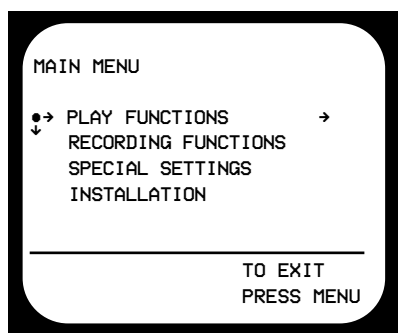 MAIN MENU
PLAY FUNCTIONS
RECORDING FUNCTIONS
SPECIAL SETTINGS
INSTALLATION
TO EXIT
PRESS MENU